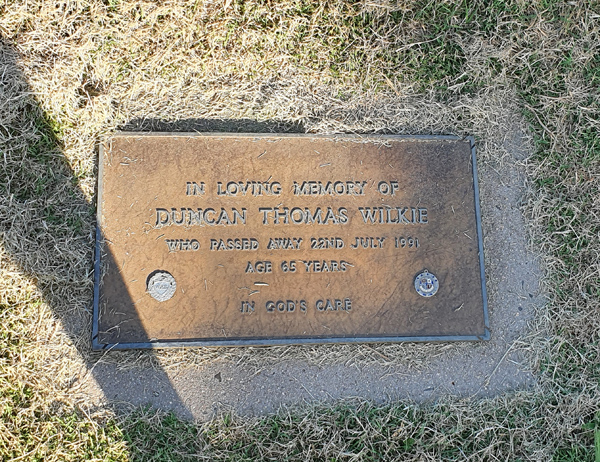 IN LOVING MEMORY OF
DUNCAN THOMAS WILKIE
WHO PASSED AWAY 22ND JULY 1991
AGE 65 YEARS
IN GOD'S CARE